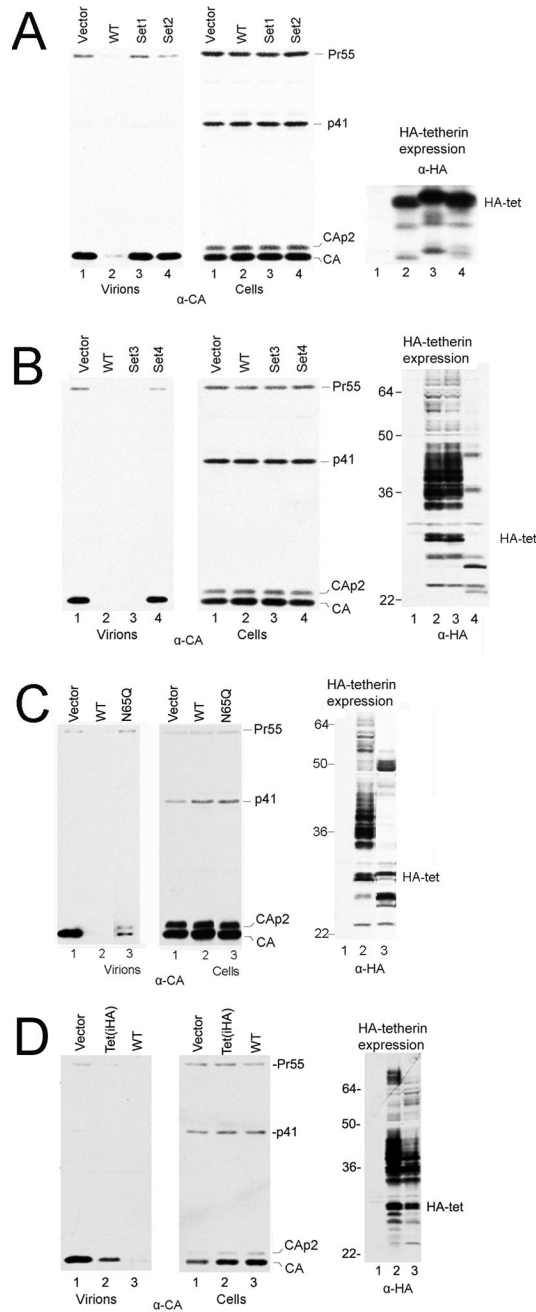 A
Vector WT Set1 Set2 Vector WT Set1 Set2
Pr55
p41
HA-tetherin
expression
α-HA
HA-tet
CAp2
CA
1 2 3 4 1 2 3 4 1 2 3 4
Virions Cells
α-CA
B
Vector WT Set3 Set4 Vector WT Set3 Set4
HA-tetherin
expression
Pr55
64
50
p41
36
HA-tet
CAp2
CA
22
1 2 3 4 1 2 3 4 1 2 3 4
Virions Cells α-HA
α-CA
C
Vector WT N65Q Vector WT N65Q
HA-tetherin
expression
Pr55
64
50
p41
36
HA-tet
CAp2
CA
22
1 2 3 1 2 3 1 2 3
Virions Cells α-HA
α-CA
D
Vector Tet(iHA) WT Vector Tet(iHA) WT
HA-tetherin
expression
-Pr55
64-
50-
-p41
36-
HA-tet
CAp2
CA
22-
1 2 3 1 2 3 1 2 3
Virions Cells α-HA
α-CA